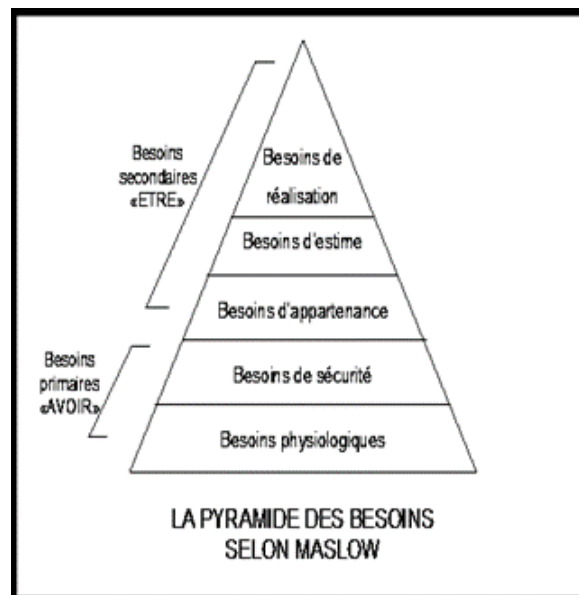 Besoins
secondaires
«ETRE»
Besoins de
réalisation
Besoins d'estime
Besoins d'appartenance
Besoins
primaires
«AVOIR»
Besoins de sécurité
Besoins physiologiques
LA PYRAMIDE DES BESOINS
SELON MASLOW